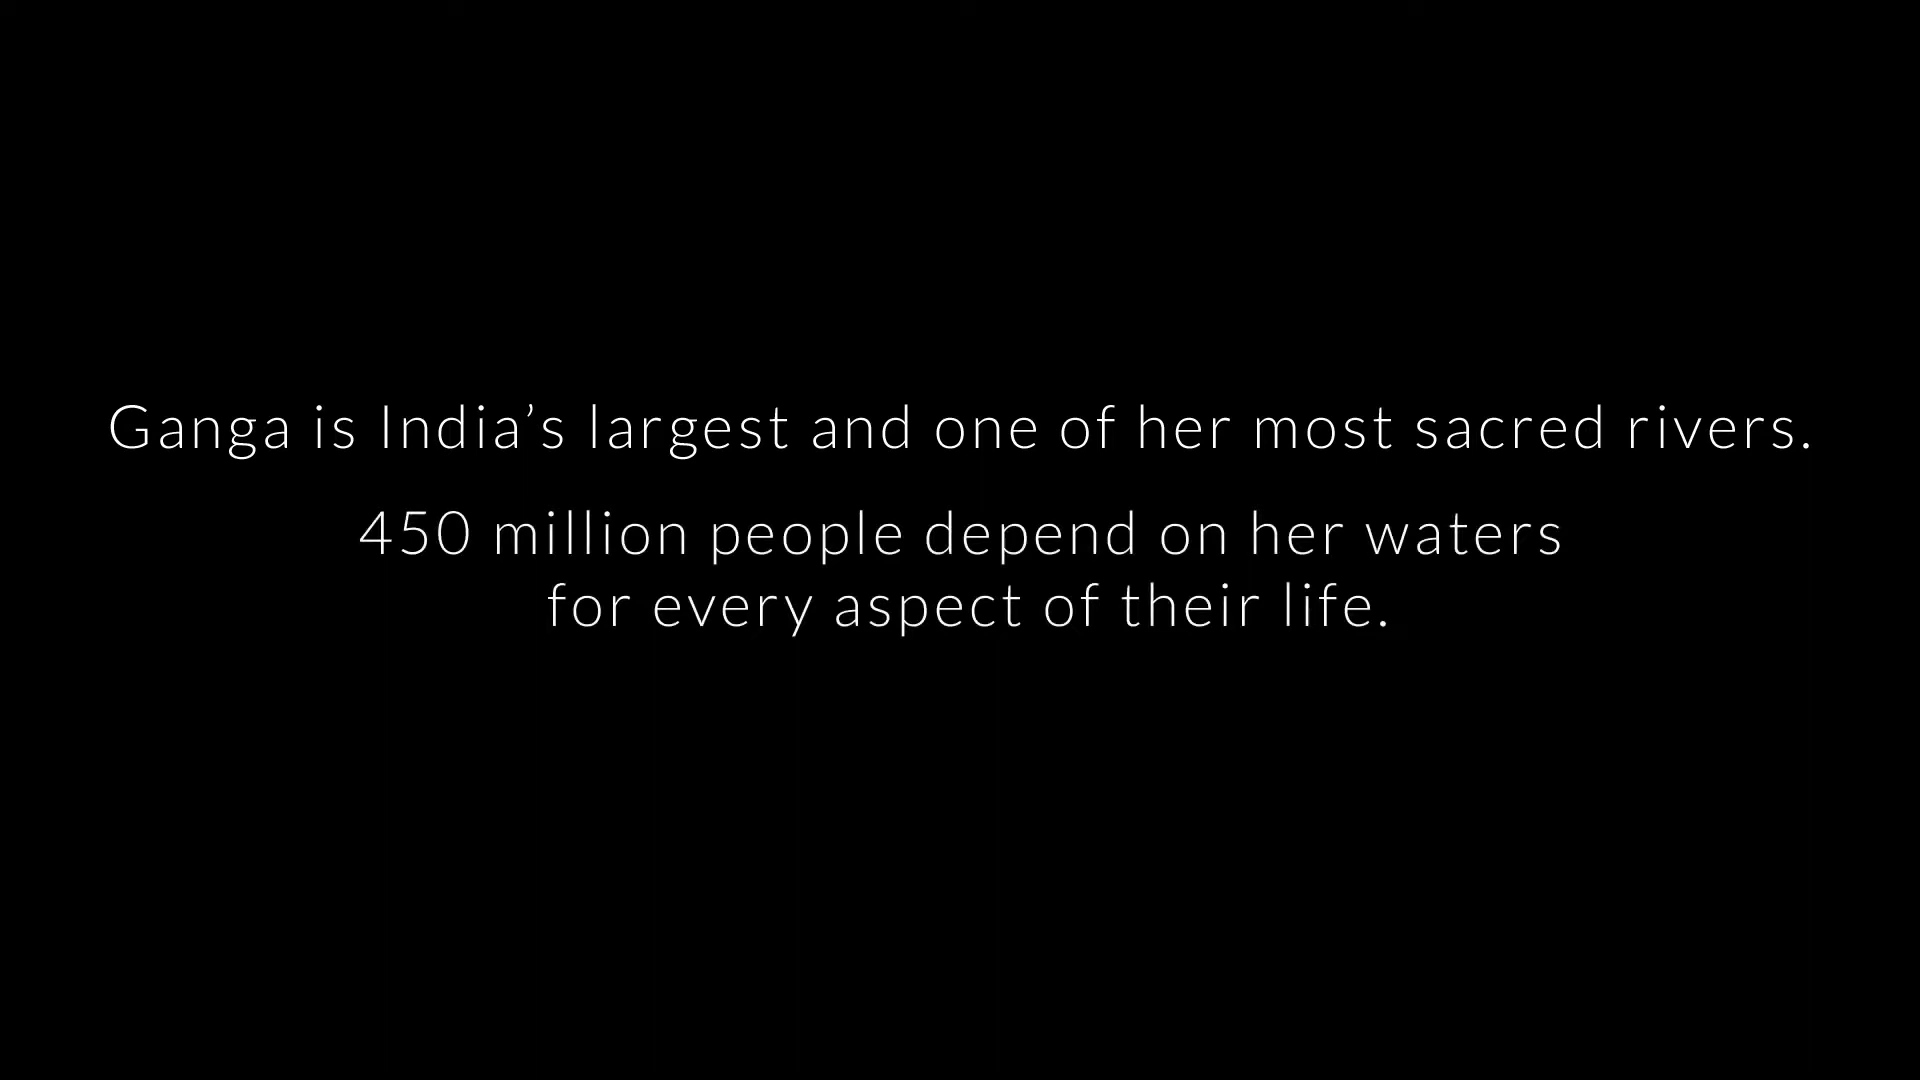 Ganga is India’s largest and one of her most sacred rivers.
450 million people depend on her waters
for every aspect of their life.